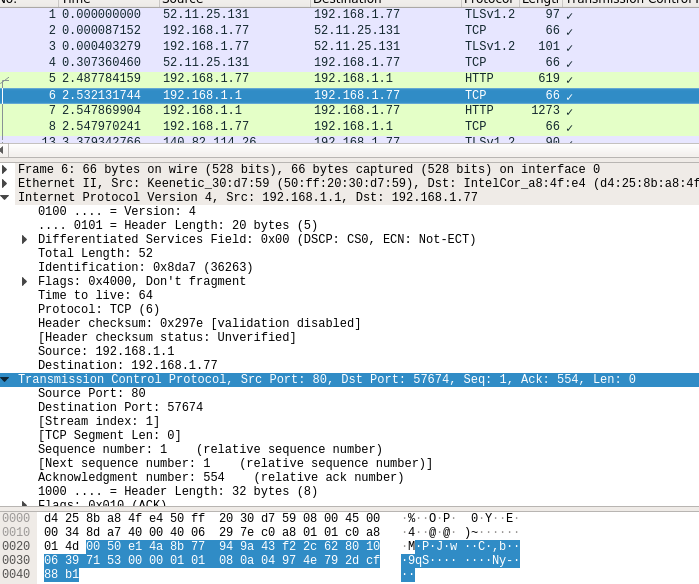 No. Time Source Destination Protocol Length Transmission Control P
1 0.000000000 52.11.25.131 192.168.1.77 TLSv1.2 97 ✓
2 0.000087152 192.168.1.77 52.11.25.131 TCP 66 ✓
3 0.000403279 192.168.1.77 52.11.25.131 TLSv1.2 101 ✓
4 0.307360460 52.11.25.131 192.168.1.77 TCP 66 ✓
5 2.487784159 192.168.1.77 192.168.1.1 HTTP 619 ✓
6 2.532131744 192.168.1.1 192.168.1.77 TCP 66 ✓
7 2.547869904 192.168.1.1 192.168.1.77 HTTP 1273 ✓
8 2.547970241 192.168.1.77 192.168.1.1 TCP 66 ✓
13 3.379342766 140.82.114.26 192.168.1.77 TLSv1.2 90 ✓
Frame 6: 66 bytes on wire (528 bits), 66 bytes captured (528 bits) on interface 0
Ethernet II, Src: Keenetic_30:d7:59 (50:ff:20:30:d7:59), Dst: IntelCor_a8:4f:e4 (d4:25:8b:a8:4f
Internet Protocol Version 4, Src: 192.168.1.1, Dst: 192.168.1.77
0100 .... = Version: 4
.... 0101 = Header Length: 20 bytes (5)
Differentiated Services Field: 0x00 (DSCP: CS0, ECN: Not-ECT)
Total Length: 52
Identification: 0x8da7 (36263)
Flags: 0x4000, Don't fragment
Time to live: 64
Protocol: TCP (6)
Header checksum: 0x297e [validation disabled]
[Header checksum status: Unverified]
Source: 192.168.1.1
Destination: 192.168.1.77
Transmission Control Protocol, Src Port: 80, Dst Port: 57674, Seq: 1, Ack: 554, Len: 0
Source Port: 80
Destination Port: 57674
[Stream index: 1]
[TCP Segment Len: 0]
Sequence number: 1 (relative sequence number)
[Next sequence number: 1 (relative sequence number)]
Acknowledgment number: 554 (relative ack number)
1000 .... = Header Length: 32 bytes (8)
Flags: 0x010 (ACK)
0000 d4 25 8b a8 4f e4 50 ff 20 30 d7 59 08 00 45 00 ·%··O·P· 0·Y··E·
0010 00 34 8d a7 40 00 40 06 29 7e c0 a8 01 01 c0 a8 ·4··@·@· )~······
0020 01 4d 00 50 e1 4a 8b 77 94 9a 43 f2 2c 62 80 10 ·M·P·J·w ··C·,b··
0030 06 39 71 53 00 00 01 01 08 0a 04 97 4e 79 2d cf ·9qS···· ····Ny-·
0040 88 b1 ··